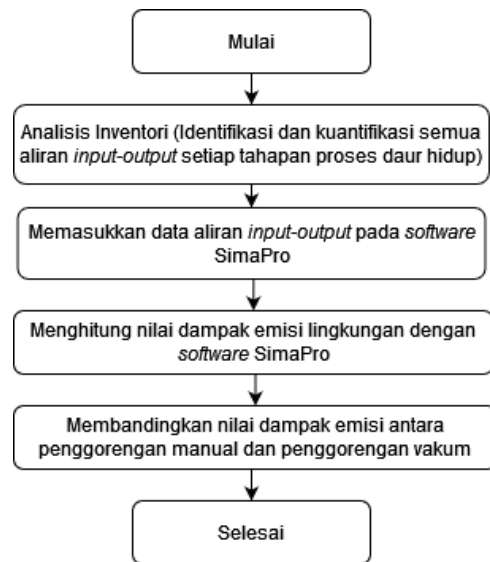 Mulai
Analisis Inventori (Identifikasi dan kuantifikasi semua
aliran input-output setiap tahapan proses daur hidup)
Memasukkan data aliran input-output pada software
SimaPro
Menghitung nilai dampak emisi lingkungan dengan
software SimaPro
Membandingkan nilai dampak emisi antara
penggorengan manual dan penggorengan vakum
Selesai